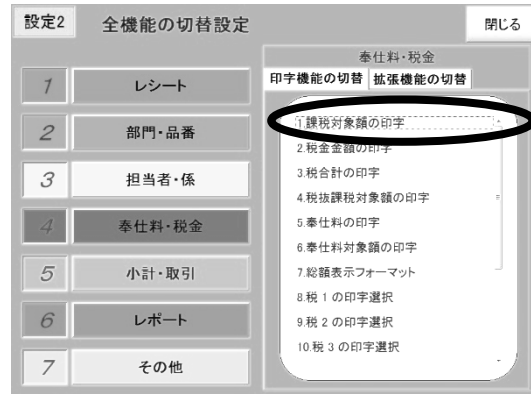 設定2 全機能の切替設定 閉じる
奉仕料・税金
印字機能の切替 拡張機能の切替
1 レシート
2 部門・品番
3 担当者・係
4 奉仕料・税金
5 小計・取引
6 レポート
7 その他
1.課税対象額の印字
2.税金金額の印字
3.税合計の印字
4.税抜課税対象額の印字
5.奉仕料の印字
6.奉仕料対象額の印字
7.総額表示フォーマット
8.税 1 の印字選択
9.税 2 の印字選択
10.税 3 の印字選択